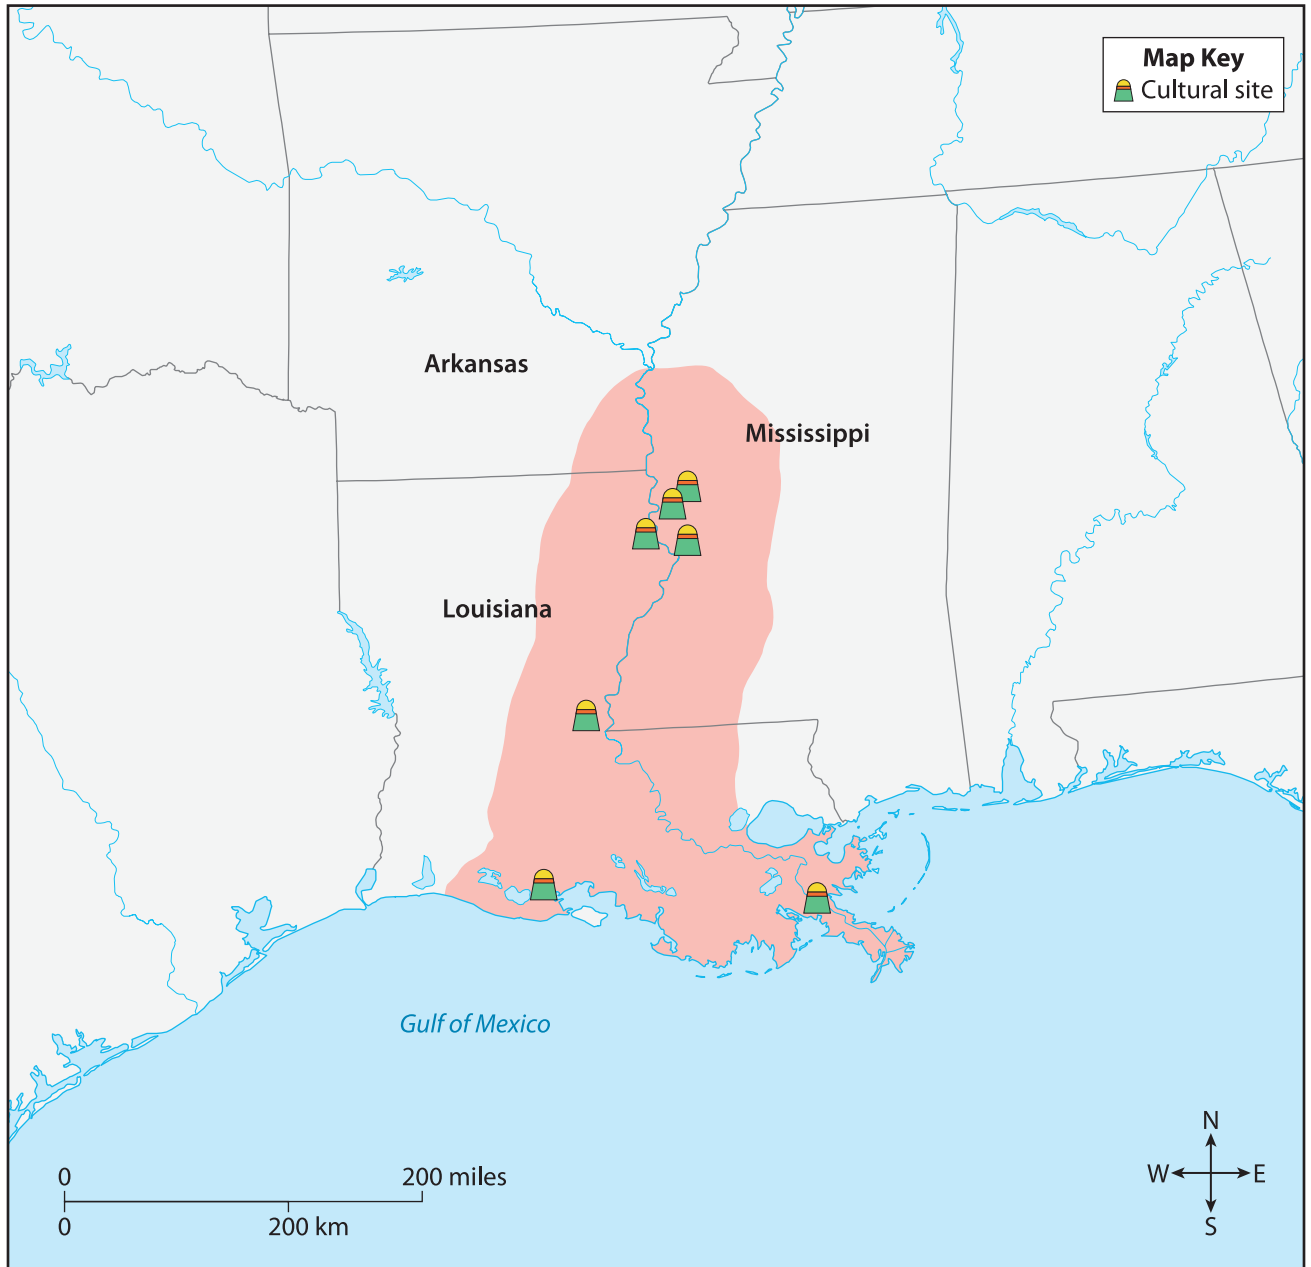 Map Key
Cultural site
Arkansas
Mississippi
Louisiana
Gulf of Mexico
N
W E
S
0 200 miles
0 200 km